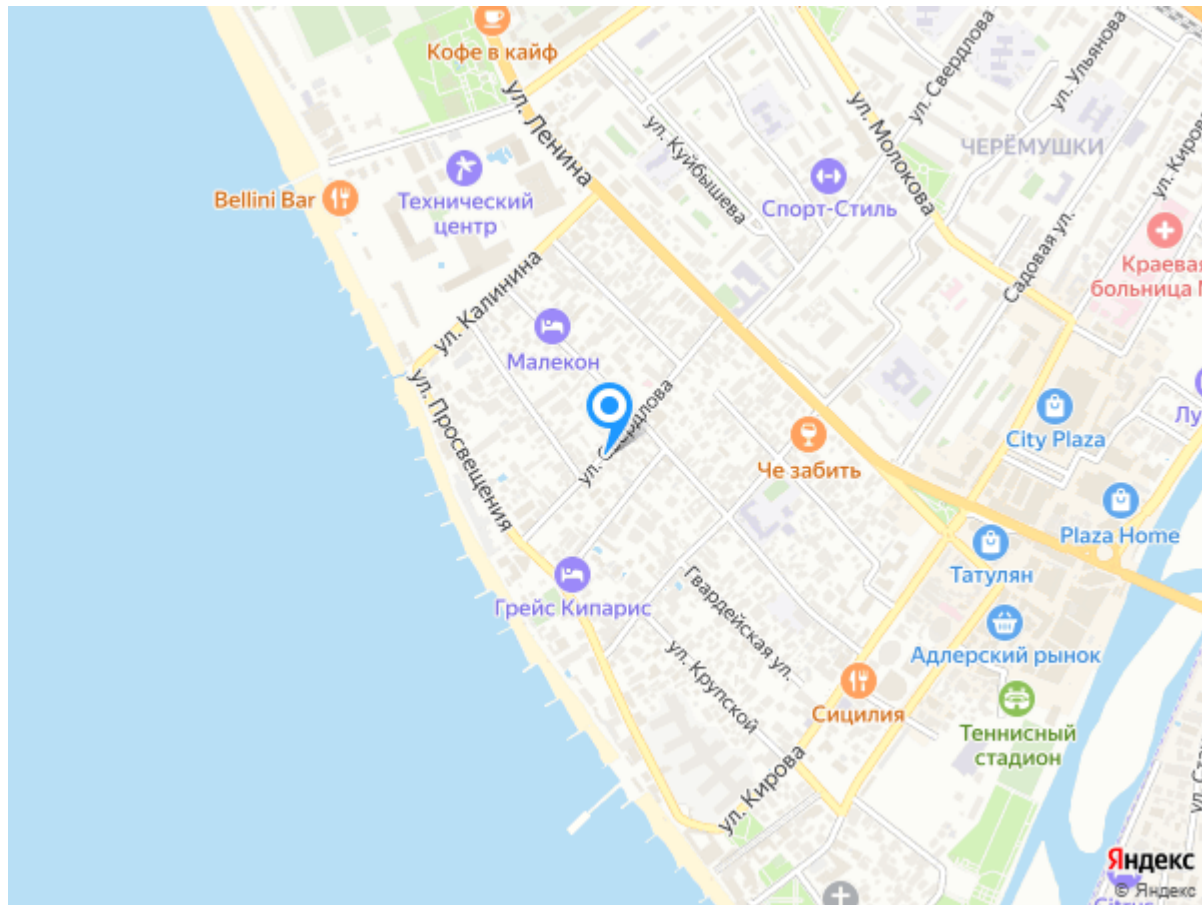 Кофе в кайф
ул. Ленина
ул. Свердлова
ул. Ульянова
ул. Молокова
ул. Куйбышева
ЧЕРЁМУШКИ
Bellini Bar
Технический
центр
Спорт-Стиль
Садовая ул.
Краевая
больница
ул. Калинина
Малекон
ул. Просвещения
City Plaza
Че забить
Plaza Home
Татулян
Грейс Кипарис
Гвардейская ул.
Адлерский рынок
ул. Крупской
Сицилия
Теннисный
стадион
ул. Кирова
Яндекс
© Яндекс